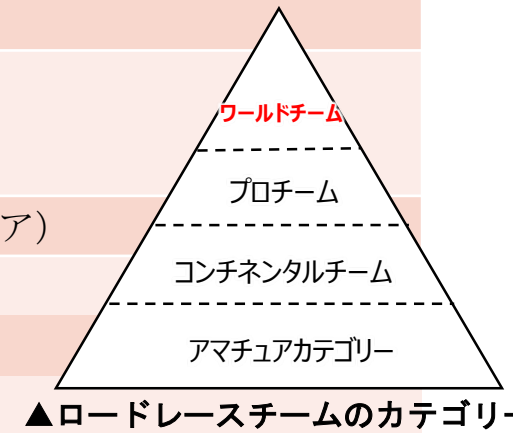 ワールドチーム
プロチーム
ア)
コンチネンタルチーム
アマチュアカテゴリー
▲ロードレースチームのカテゴリー